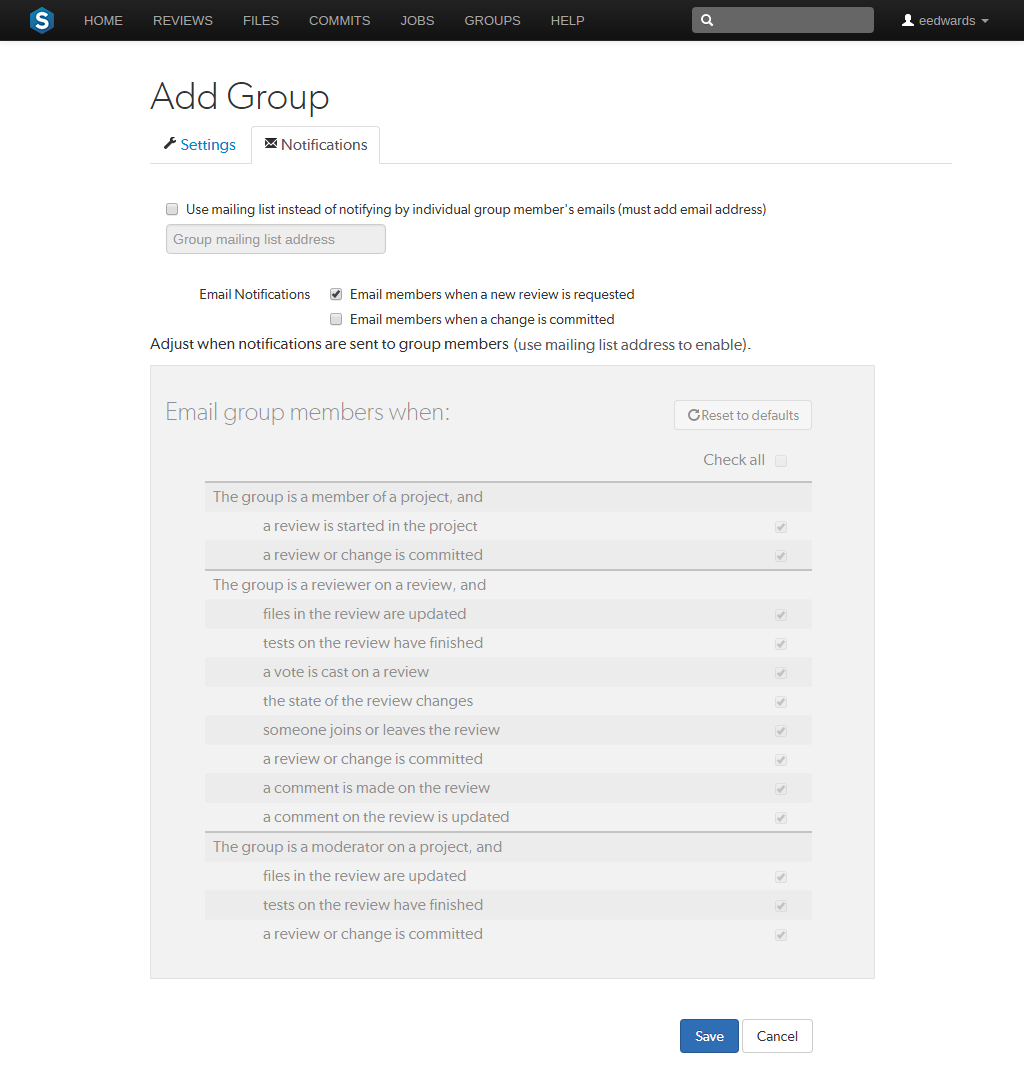 S HOME REVIEWS FILES COMMITS JOBS GROUPS HELP eedwards
Add Group
Settings Notifications
Use mailing list instead of notifying by individual group member's emails (must add email address)
Group mailing list address
Email Notifications Email members when a new review is requested
Email members when a change is committed
Adjust when notifications are sent to group members (use mailing list address to enable).
Email group members when: Reset to defaults
Check all
The group is a member of a project, and
a review is started in the project
a review or change is committed
The group is a reviewer on a review, and
files in the review are updated
tests on the review have finished
a vote is cast on a review
the state of the review changes
someone joins or leaves the review
a review or change is committed
a comment is made on the review
a comment on the review is updated
The group is a moderator on a project, and
files in the review are updated
tests on the review have finished
a review or change is committed
Save Cancel